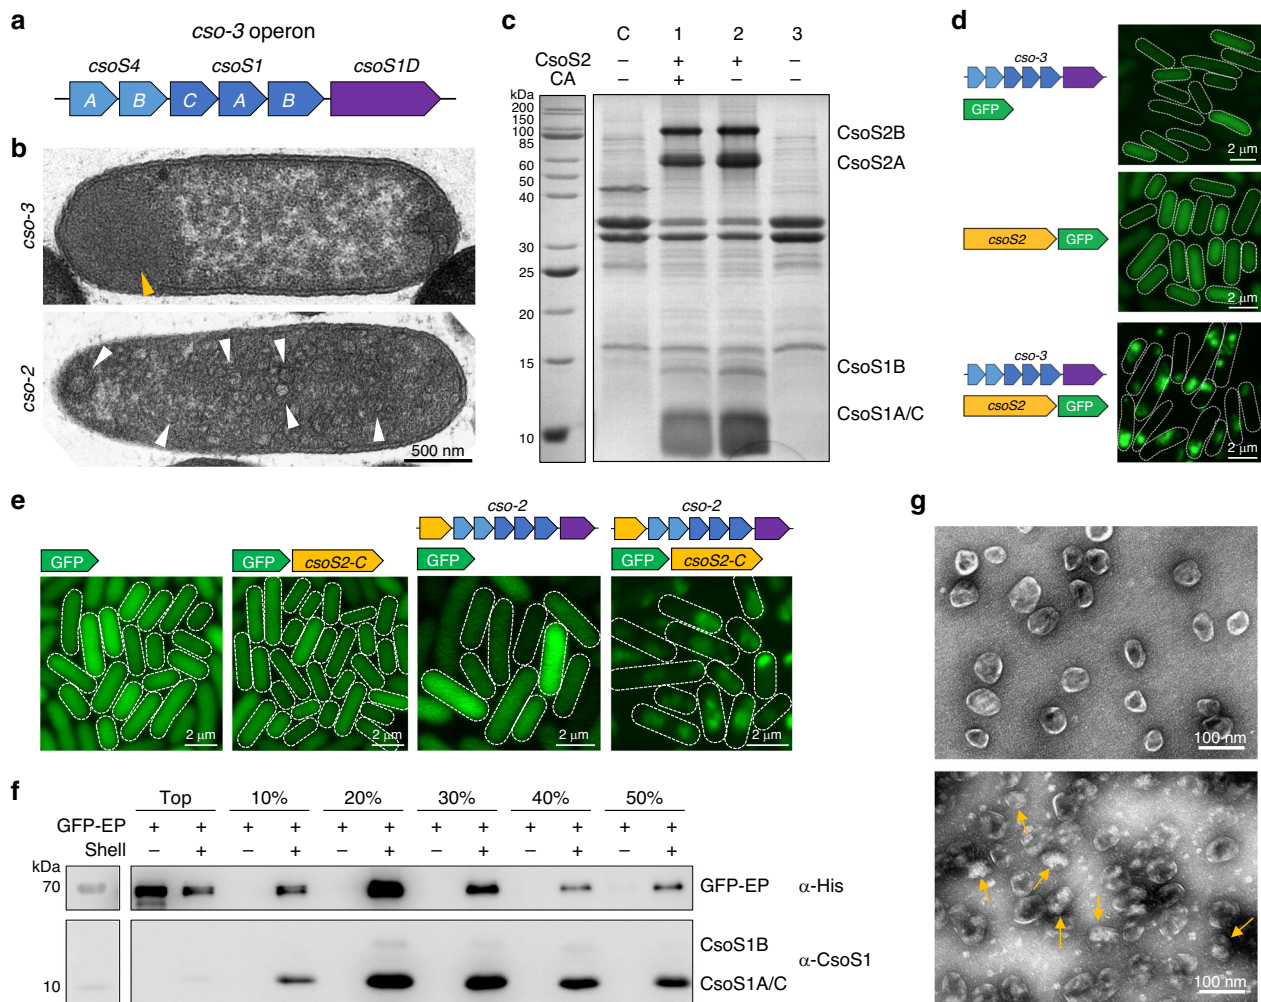 a
cso-3 operon
csoS4
csoS1
csoS1D
A
B
C
A
B
b
cso-3
cso-2
500 nm
c
C
1
2
3
CsoS2
–
+
+
–
CA
–
+
–
–
kDa
200
150
100
85
60
50
40
30
25
20
15
10
CsoS2B
CsoS2A
CsoS1B
CsoS1A/C
d
cso-3
GFP
2 µm
csoS2
GFP
2 µm
cso-3
csoS2
GFP
2 µm
e
GFP
2 µm
GFP
csoS2-C
2 µm
cso-2
GFP
2 µm
cso-2
GFP
csoS2-C
2 µm
f
Top
10%
20%
30%
40%
50%
GFP-EP
+ + + + + + + + + + + +
Shell
– + – + – + – + – + – +
kDa
70
GFP-EP
α-His
CsoS1B
α-CsoS1
10
CsoS1A/C
g
100 nm
100 nm